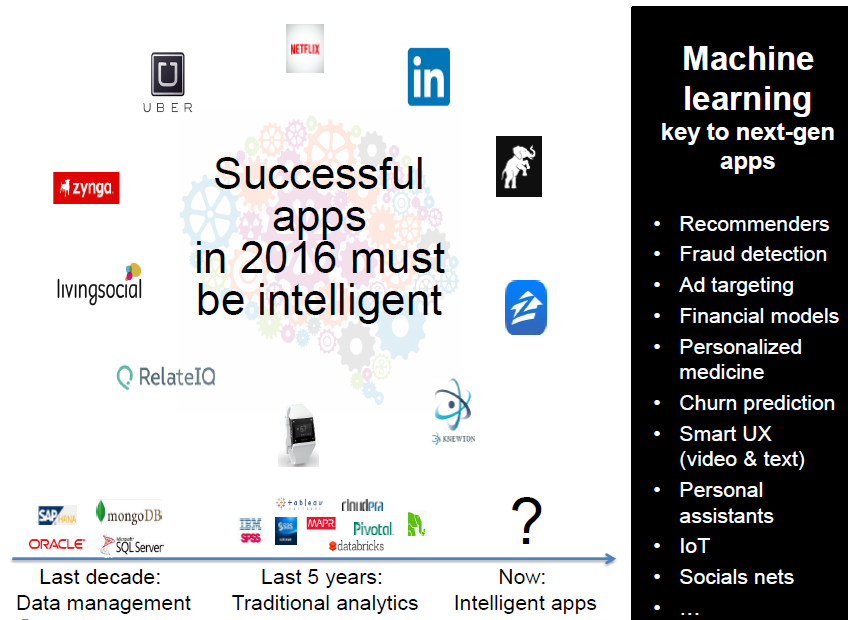 NETFLIX
in
UBER
Successful
apps
in 2016 must
be intelligent
zynga
livingsocial
RelateIQ
KNEWTON
SAP HANA
mongoDB
ORACLE
Microsoft
SQL Server
tableau
cloudera
IBM
SPSS
sas
MAPR
Pivotal
databricks
?
Last decade:
Data management
Last 5 years:
Traditional analytics
Now:
Intelligent apps
Machine
learning
key to next-gen
apps
• Recommenders
• Fraud detection
• Ad targeting
• Financial models
• Personalized
medicine
• Churn prediction
• Smart UX
(video & text)
• Personal
assistants
• IoT
• Socials nets
• ...